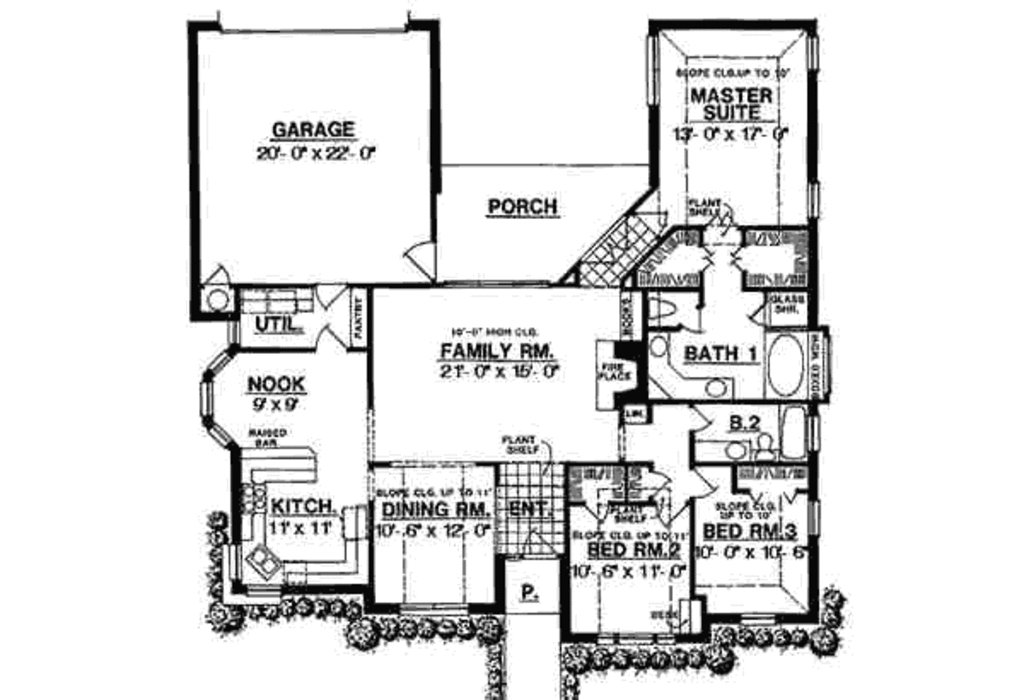 GARAGE
20'- 0" x 22'- 0"
SLOPE CLG. UP TO 10'
MASTER
SUITE
13'- 0" x 17'- 0"
PLANT
SHELF
PORCH
UTIL.
PANTRY
10'-0" HIGH CLG.
FAMILY RM.
21'- 0" x 15'- 0"
BOOKS
FIRE
PLACE
GLASS
SHR.
BATH 1
BOXED WDW.
NOOK
9' x 9'
RAISED
BAR
LIN.
B.2
PLANT
SHELF
KITCH.
11' x 11'
SLOPE CLG. UP TO 11'
DINING RM.
10'- 6" x 12'- 0"
ENT.
PLANT
SHELF
SLOPE CLG. UP TO 11'
BED RM.2
10'- 6" x 11'- 0"
DESK
SLOPE CLG.
UP TO 10'
BED RM.3
10'- 0" x 10'- 6"
P.